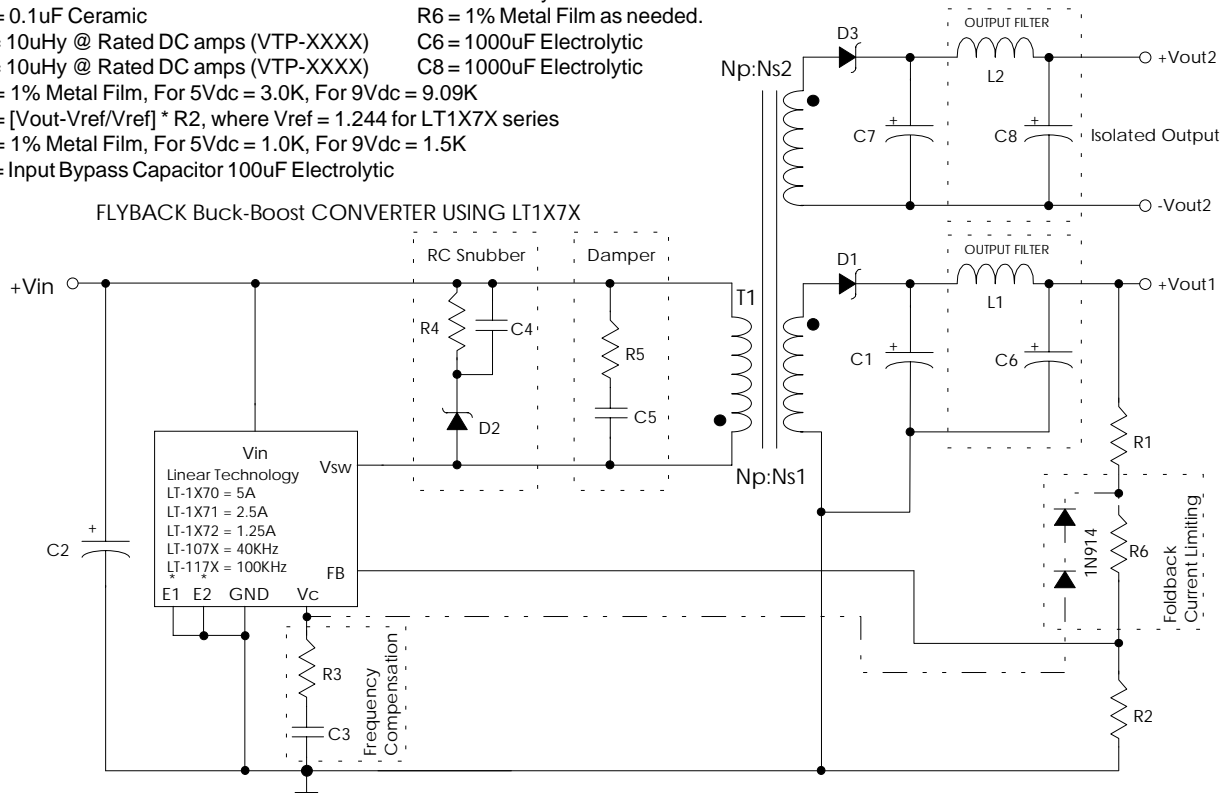 = 0.1uF Ceramic
R6 = 1% Metal Film as needed.
= 10uHy @ Rated DC amps (VTP-XXXX)
C6 = 1000uF Electrolytic
= 10uHy @ Rated DC amps (VTP-XXXX)
C8 = 1000uF Electrolytic
= 1% Metal Film, For 5Vdc = 3.0K, For 9Vdc = 9.09K
= [Vout-Vref/Vref] * R2, where Vref = 1.244 for LT1X7X series
= 1% Metal Film, For 5Vdc = 1.0K, For 9Vdc = 1.5K
= Input Bypass Capacitor 100uF Electrolytic
OUTPUT FILTER
D3
+Vout2
Np:Ns2
L2
C7
+
C8
+
Isolated Output
-Vout2
FLYBACK Buck-Boost CONVERTER USING LT1X7X
RC Snubber
Damper
OUTPUT FILTER
D1
+Vin
+Vout1
T1
L1
R4
C4
R5
C1
+
C6
+
D2
C5
R1
Np:Ns1
Vin
Vsw
Linear Technology
LT-1X70 = 5A
LT-1X71 = 2.5A
LT-1X72 = 1.25A
LT-107X = 40KHz
LT-117X = 100KHz
FB
* *
E1 E2 GND Vc
C2
+
1N914
R6
Foldback
Current Limiting
R3
C3
Frequency
Compensation
R2